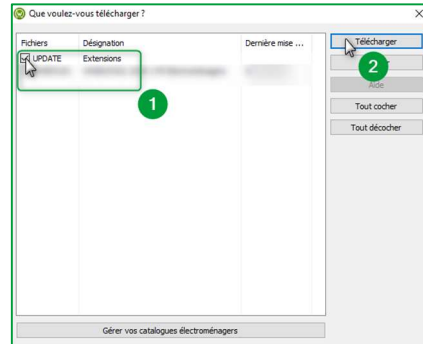 Que voulez-vous télécharger ?
Fichiers Désignation Dernière mise ... Télécharger
UPDATE Extensions
1
2
Aide
Tout cocher
Tout décocher
Gérer vos catalogues électroménagers